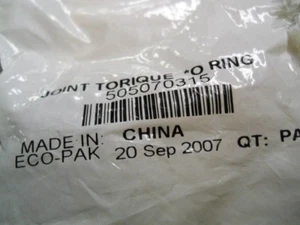 JOINT TORIQUE *O RING
505070315
MADE IN: CHINA
ECO-PAK 20 Sep 2007 QT: PA